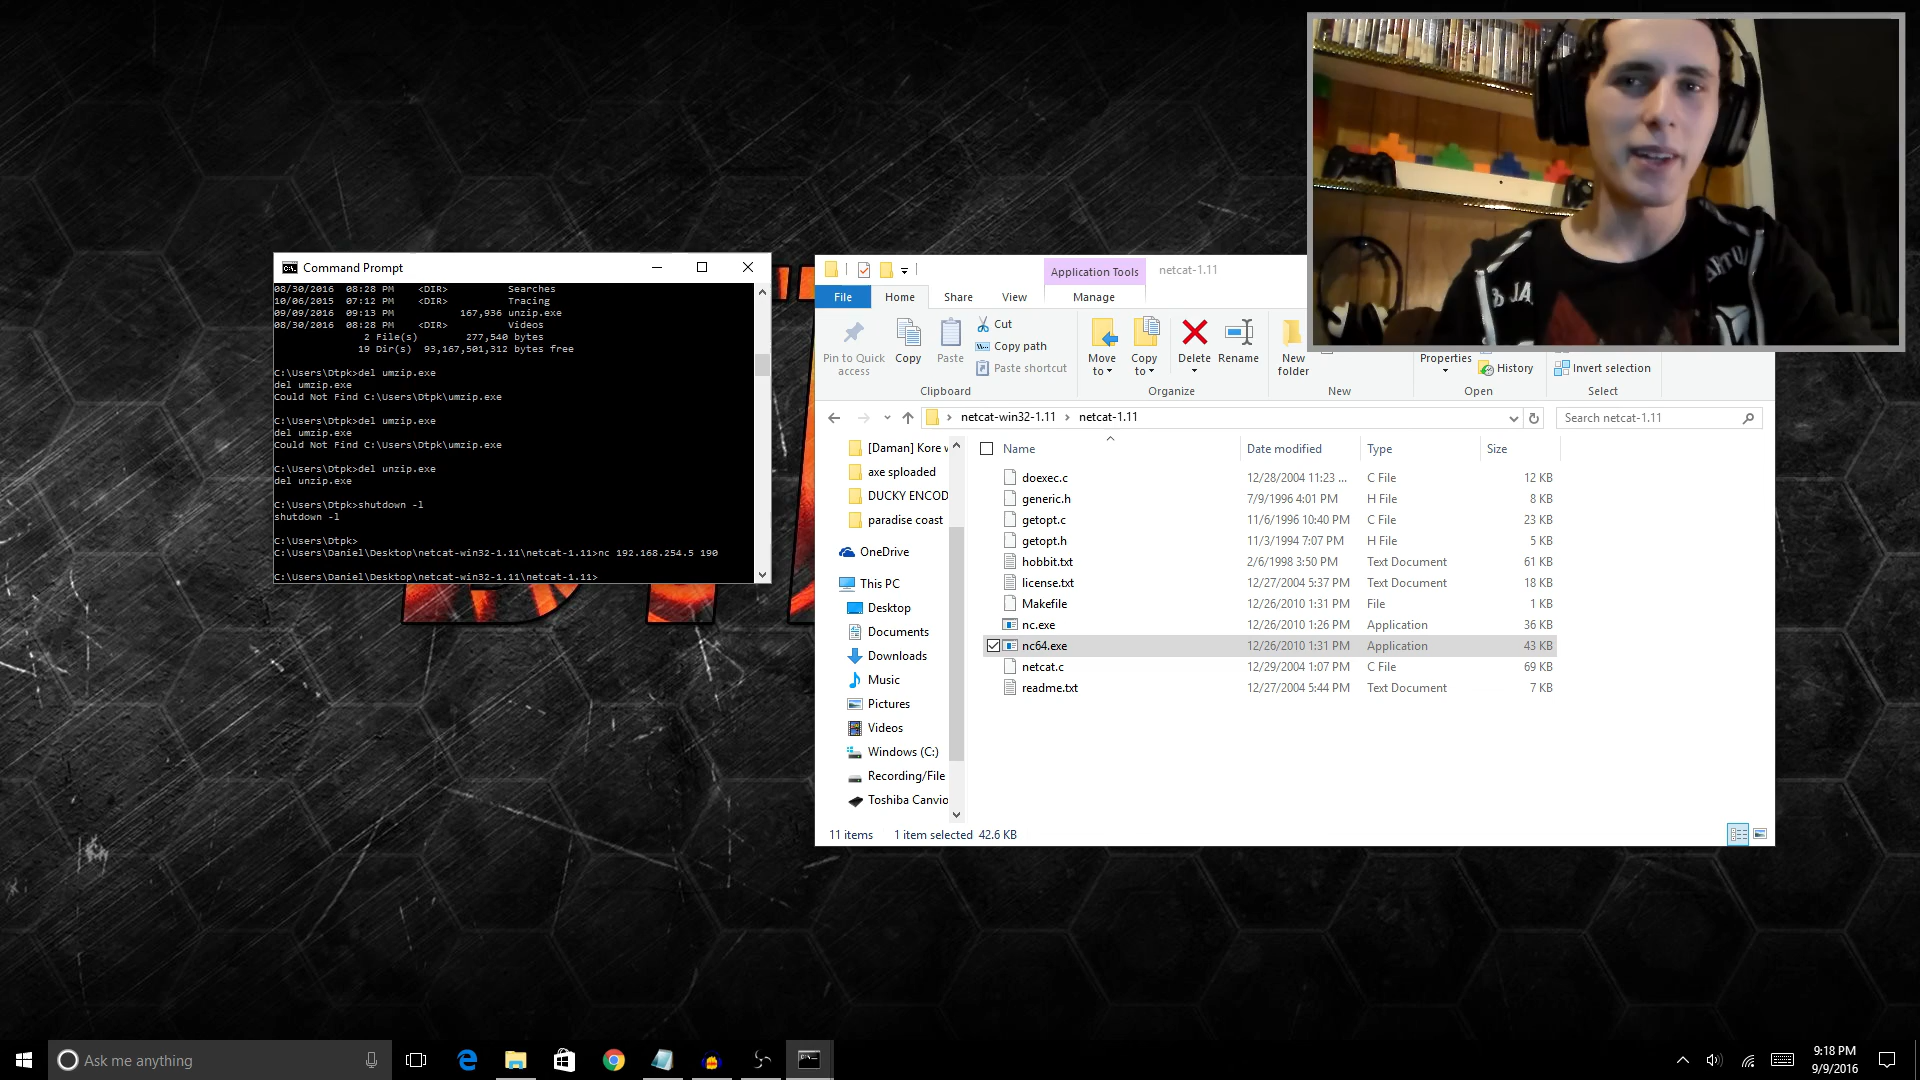 Command Prompt
08/30/2016  08:28 PM    <DIR>          Searches
10/06/2015  07:12 PM    <DIR>          Tracing
09/09/2016  09:13 PM           167,936 unzip.exe
08/30/2016  08:28 PM    <DIR>          Videos
2 File(s)        277,540 bytes
19 Dir(s)  93,167,501,312 bytes free
C:\Users\Dtpk>del umzip.exe
del umzip.exe
Could Not Find C:\Users\Dtpk\umzip.exe
C:\Users\Dtpk>del umzip.exe
del umzip.exe
Could Not Find C:\Users\Dtpk\umzip.exe
C:\Users\Dtpk>del unzip.exe
del unzip.exe
C:\Users\Dtpk>shutdown -l
shutdown -l
C:\Users\Dtpk>
C:\Users\Daniel\Desktop\netcat-win32-1.11\netcat-1.11>nc 192.168.254.5 190
C:\Users\Daniel\Desktop\netcat-win32-1.11\netcat-1.11>
Application Tools netcat-1.11
File Home Share View Manage
Pin to Quick access
Copy
Paste
Cut
Copy path
Paste shortcut
Move to
Copy to
Delete
Rename
New folder
Properties
History
Invert selection
Clipboard Organize New Open Select
netcat-win32-1.11 netcat-1.11 Search netcat-1.11
[Daman] Kore
axe sploaded
DUCKY ENCOD
paradise coast
OneDrive
This PC
Desktop
Documents
Downloads
Music
Pictures
Videos
Windows (C:)
Recording/File
Toshiba Canvio
Name Date modified Type Size
doexec.c 12/28/2004 11:23 ... C File 12 KB
generic.h 7/9/1996 4:01 PM H File 8 KB
getopt.c 11/6/1996 10:40 PM C File 23 KB
getopt.h 11/3/1994 7:07 PM H File 5 KB
hobbit.txt 2/6/1998 3:50 PM Text Document 61 KB
license.txt 12/27/2004 5:37 PM Text Document 18 KB
Makefile 12/26/2010 1:31 PM File 1 KB
nc.exe 12/26/2010 1:26 PM Application 36 KB
nc64.exe 12/26/2010 1:31 PM Application 43 KB
netcat.c 12/29/2004 1:07 PM C File 69 KB
readme.txt 12/27/2004 5:44 PM Text Document 7 KB
11 items 1 item selected 42.6 KB
Ask me anything
9:18 PM
9/9/2016